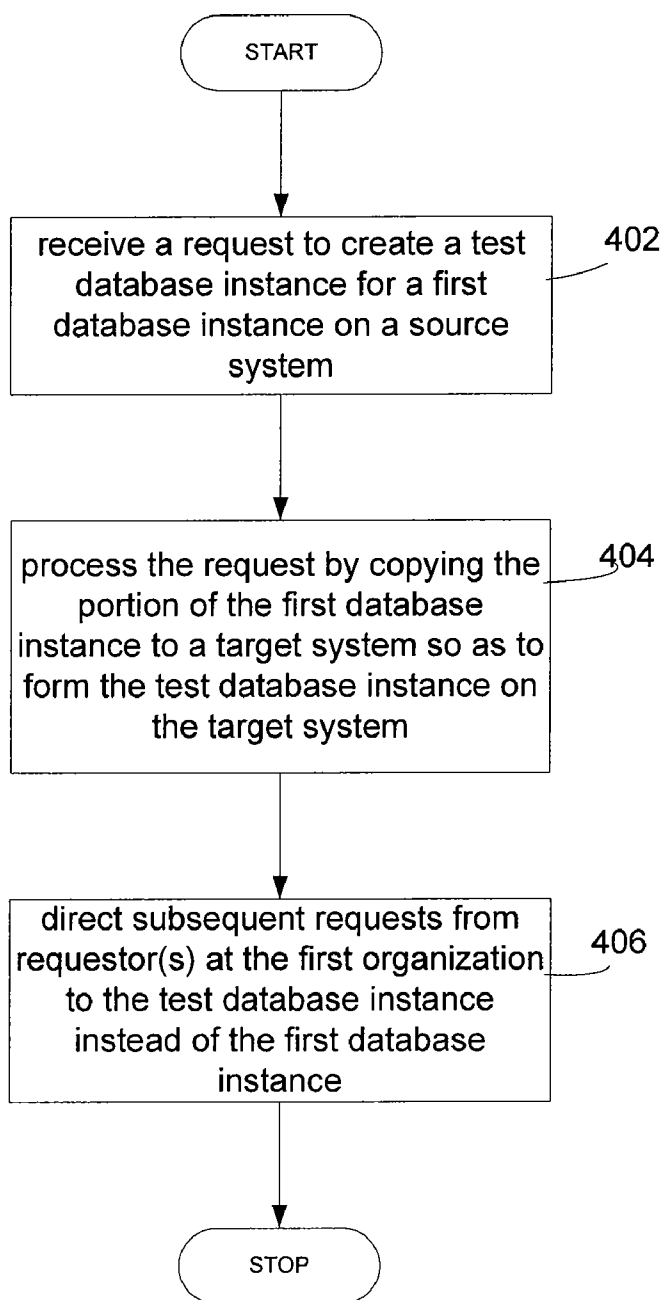 START
receive a request to create a test
database instance for a first
database instance on a source
system
402
process the request by copying the
portion of the first database
instance to a target system so as to
form the test database instance on
the target system
404
direct subsequent requests from
requestor(s) at the first organization
to the test database instance
instead of the first database
instance
406
STOP